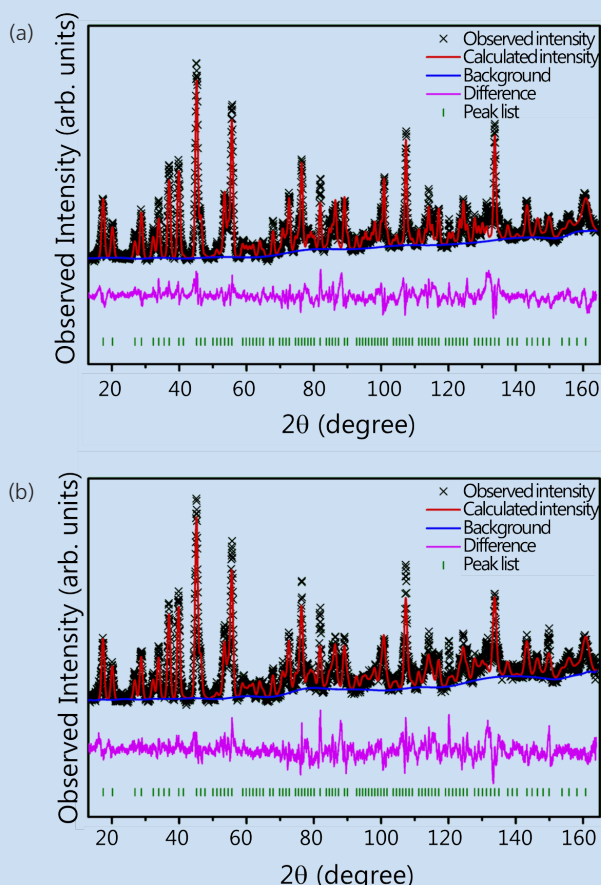 (a)
Observed intensity
Calculated intensity
Background
Difference
Peak list
Observed Intensity (arb. units)
20 40 60 80 100 120 140 160
2θ (degree)
(b)
Observed intensity
Calculated intensity
Background
Difference
Peak list
Observed Intensity (arb. units)
20 40 60 80 100 120 140 160
2θ (degree)